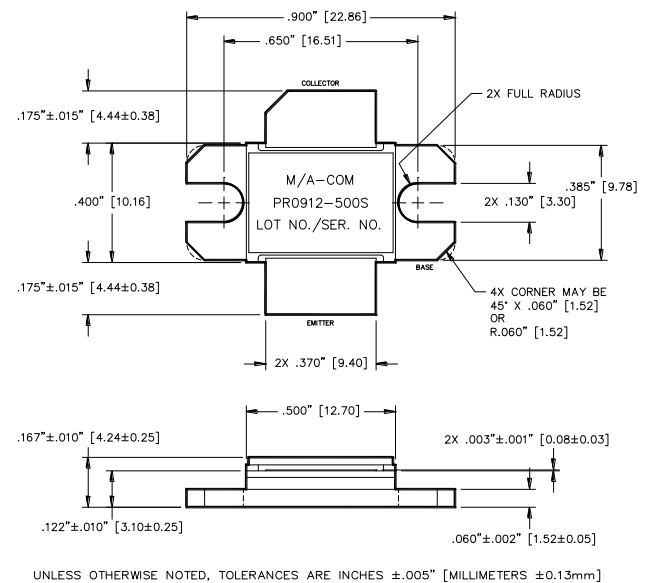 .900" [22.86]
.650" [16.51]
COLLECTOR
.175"±.015" [4.44±0.38]
2X FULL RADIUS
M/A-COM
PR0912-500S
LOT NO./SER. NO.
.400" [10.16]
2X .130" [3.30]
.385" [9.78]
.175"±.015" [4.44±0.38]
BASE
EMITTER
4X CORNER MAY BE
45° X .060" [1.52]
OR
R.060" [1.52]
2X .370" [9.40]
.500" [12.70]
.167"±.010" [4.24±0.25]
2X .003"±.001" [0.08±0.03]
.122"±.010" [3.10±0.25]
.060"±.002" [1.52±0.05]
UNLESS OTHERWISE NOTED, TOLERANCES ARE INCHES ±.005" [MILLIMETERS ±0.13mm]